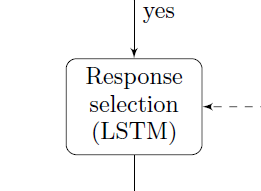 yes
Response
selection
(LSTM)